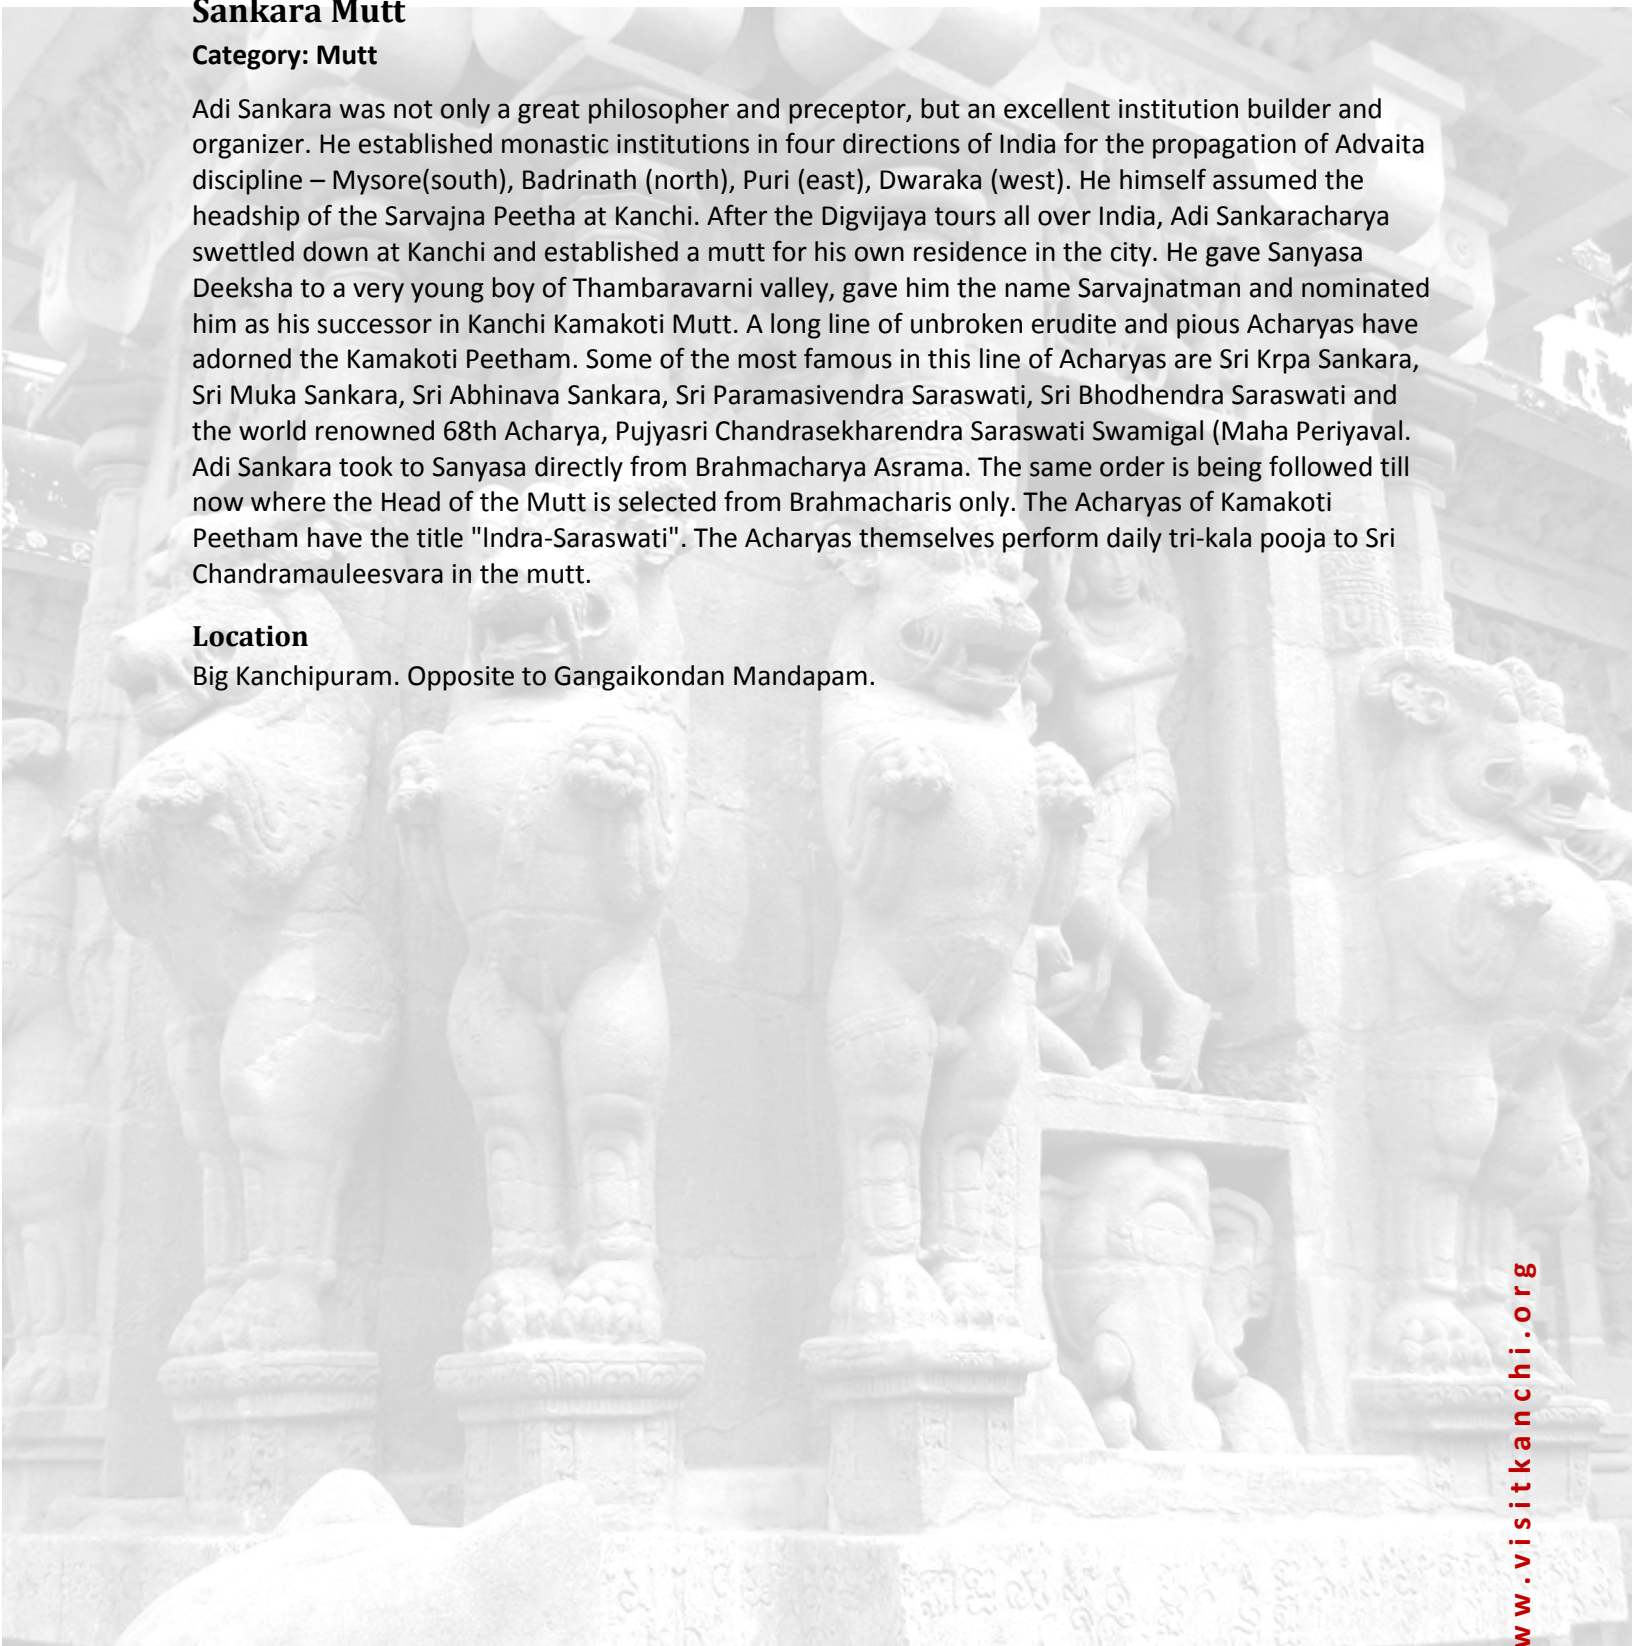 Sankara Mutt
Category: Mutt
Adi Sankara was not only a great philosopher and preceptor, but an excellent institution builder and
organizer. He established monastic institutions in four directions of India for the propagation of Advaita
discipline – Mysore(south), Badrinath (north), Puri (east), Dwaraka (west). He himself assumed the
headship of the Sarvajna Peetha at Kanchi. After the Digvijaya tours all over India, Adi Sankaracharya
swettled down at Kanchi and established a mutt for his own residence in the city. He gave Sanyasa
Deeksha to a very young boy of Thambaravarni valley, gave him the name Sarvajnatman and nominated
him as his successor in Kanchi Kamakoti Mutt. A long line of unbroken erudite and pious Acharyas have
adorned the Kamakoti Peetham. Some of the most famous in this line of Acharyas are Sri Krpa Sankara,
Sri Muka Sankara, Sri Abhinava Sankara, Sri Paramasivendra Saraswati, Sri Bhodhendra Saraswati and
the world renowned 68th Acharya, Pujyasri Chandrasekharendra Saraswati Swamigal (Maha Periyaval.
Adi Sankara took to Sanyasa directly from Brahmacharya Asrama. The same order is being followed till
now where the Head of the Mutt is selected from Brahmacharis only. The Acharyas of Kamakoti
Peetham have the title "lndra-Saraswati". The Acharyas themselves perform daily tri-kala pooja to Sri
Chandramauleesvara in the mutt.
Location
Big Kanchipuram. Opposite to Gangaikondan Mandapam.
ww.visitkanchi.org